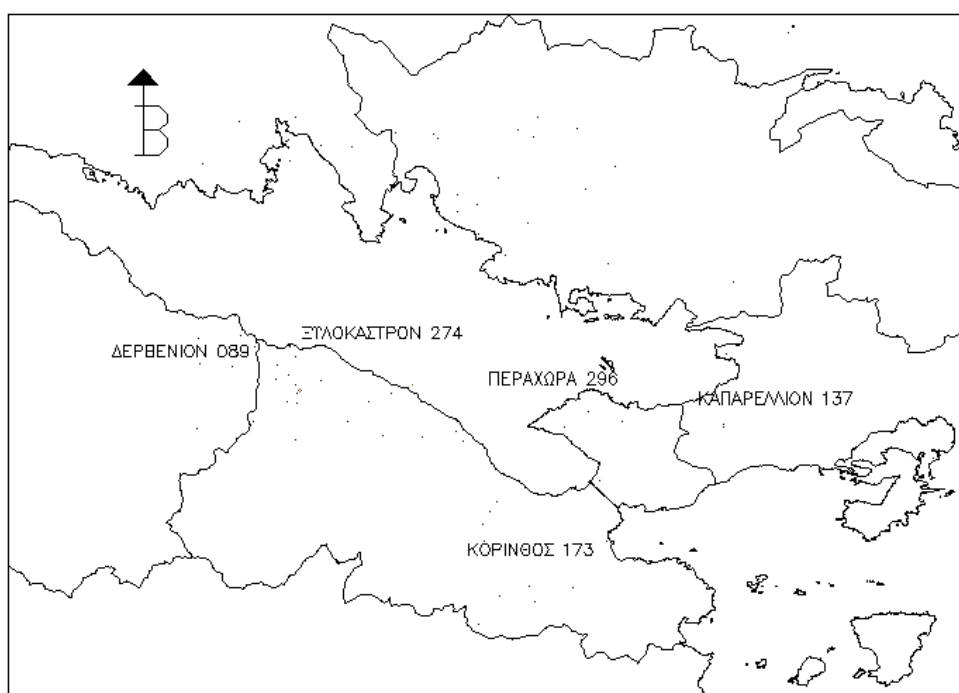 Β
ΞΥΛΟΚΑΣΤΡΟΝ 274
ΔΕΡΒΕΝΙΟΝ 089
ΠΕΡΑΧΩΡΑ 296
ΚΑΠΑΡΕΛΛΙΟΝ 137
ΚΟΡΙΝΘΟΣ 173